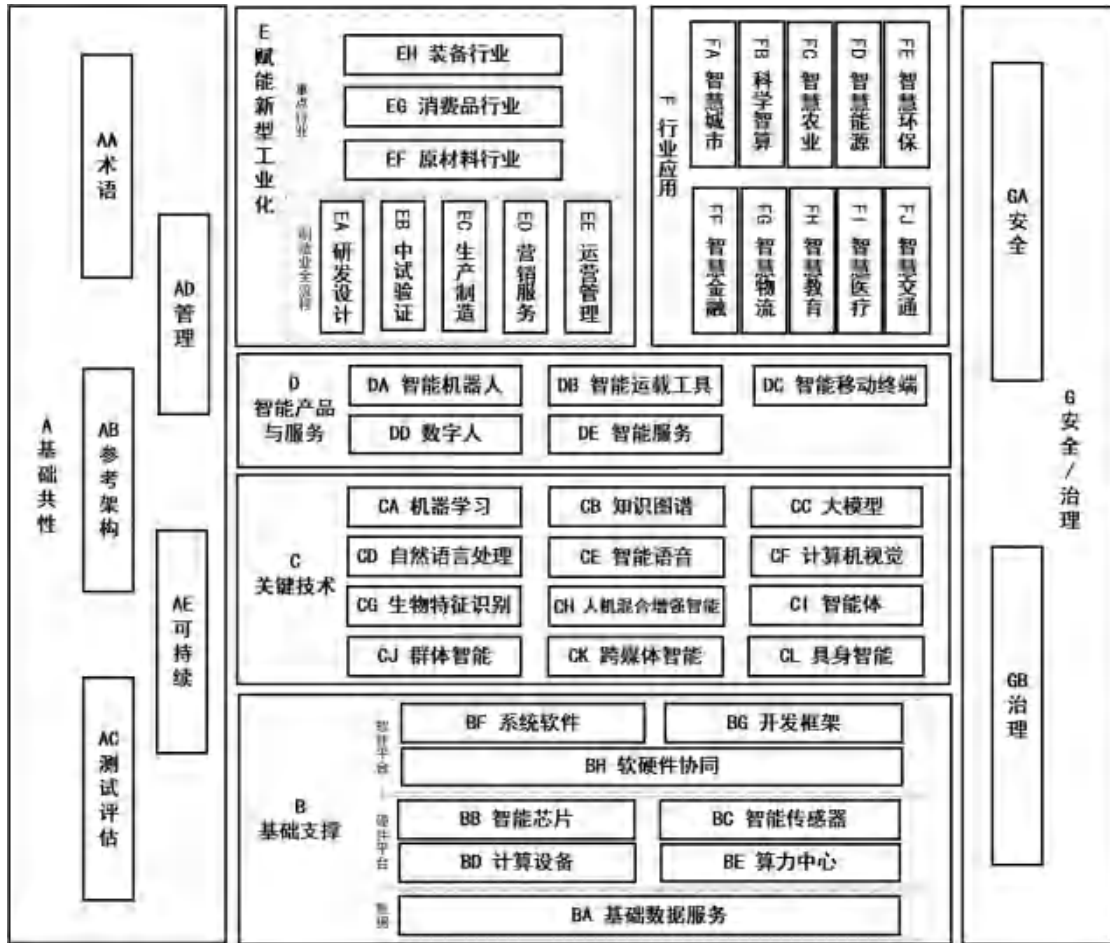 A 基础共性
AA 术语
AB 参考架构
AC 测试评估
AD 管理
AE 可持续
E 赋能新型工业化
重点行业
EH 装备行业
EG 消费品行业
EF 原材料行业
制造业全流程
EA 研发设计
EB 中试验证
EC 生产制造
ED 营销服务
EE 运营管理
F 行业应用
FA 智慧城市
FB 科学智算
FC 智慧农业
FD 智慧能源
FE 智慧环保
FF 智慧金融
FG 智慧物流
FH 智慧教育
FI 智慧医疗
FJ 智慧交通
D
智能产品
与服务
DA 智能机器人
DB 智能运载工具
DC 智能移动终端
DD 数字人
DE 智能服务
C
关键技术
CA 机器学习
CB 知识图谱
CC 大模型
CD 自然语言处理
CE 智能语音
CF 计算机视觉
CG 生物特征识别
CH 人机混合增强智能
CI 智能体
CJ 群体智能
CK 跨媒体智能
CL 具身智能
B
基础支撑
软件平台
BF 系统软件
BG 开发框架
BH 软硬件协同
硬件平台
BB 智能芯片
BC 智能传感器
BD 计算设备
BE 算力中心
数据
BA 基础数据服务
GA 安全
G 安全/治理
GB 治理